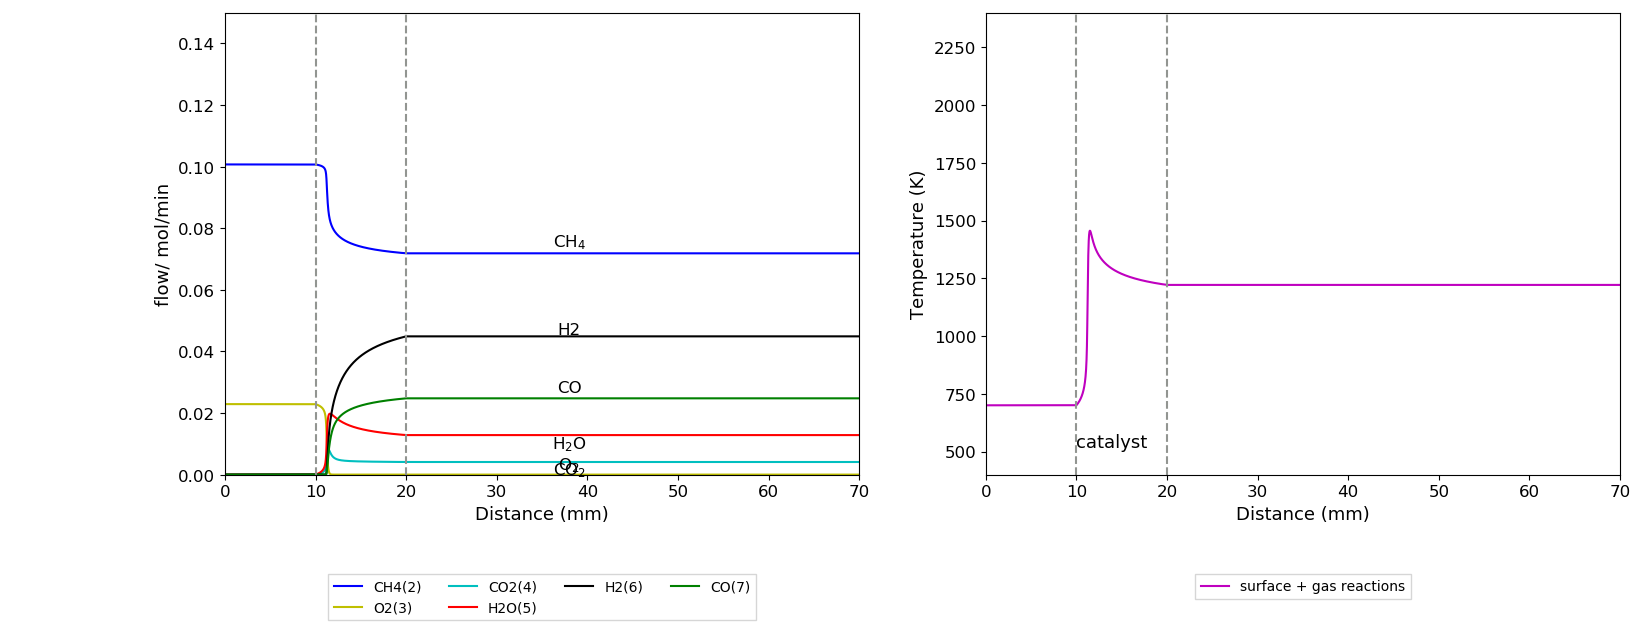 0.14
0.12
0.10
0.08
0.06
0.04
0.02
0.00
flow/ mol/min
CH₄
H2
CO
H₂O
O₂
CO₂
0 10 20 30 40 50 60 70
Distance (mm)
CH4(2) CO2(4) H2(6) CO(7)
O2(3) H2O(5)
2250
2000
1750
1500
1250
1000
750
500
Temperature (K)
catalyst
0 10 20 30 40 50 60 70
Distance (mm)
surface + gas reactions